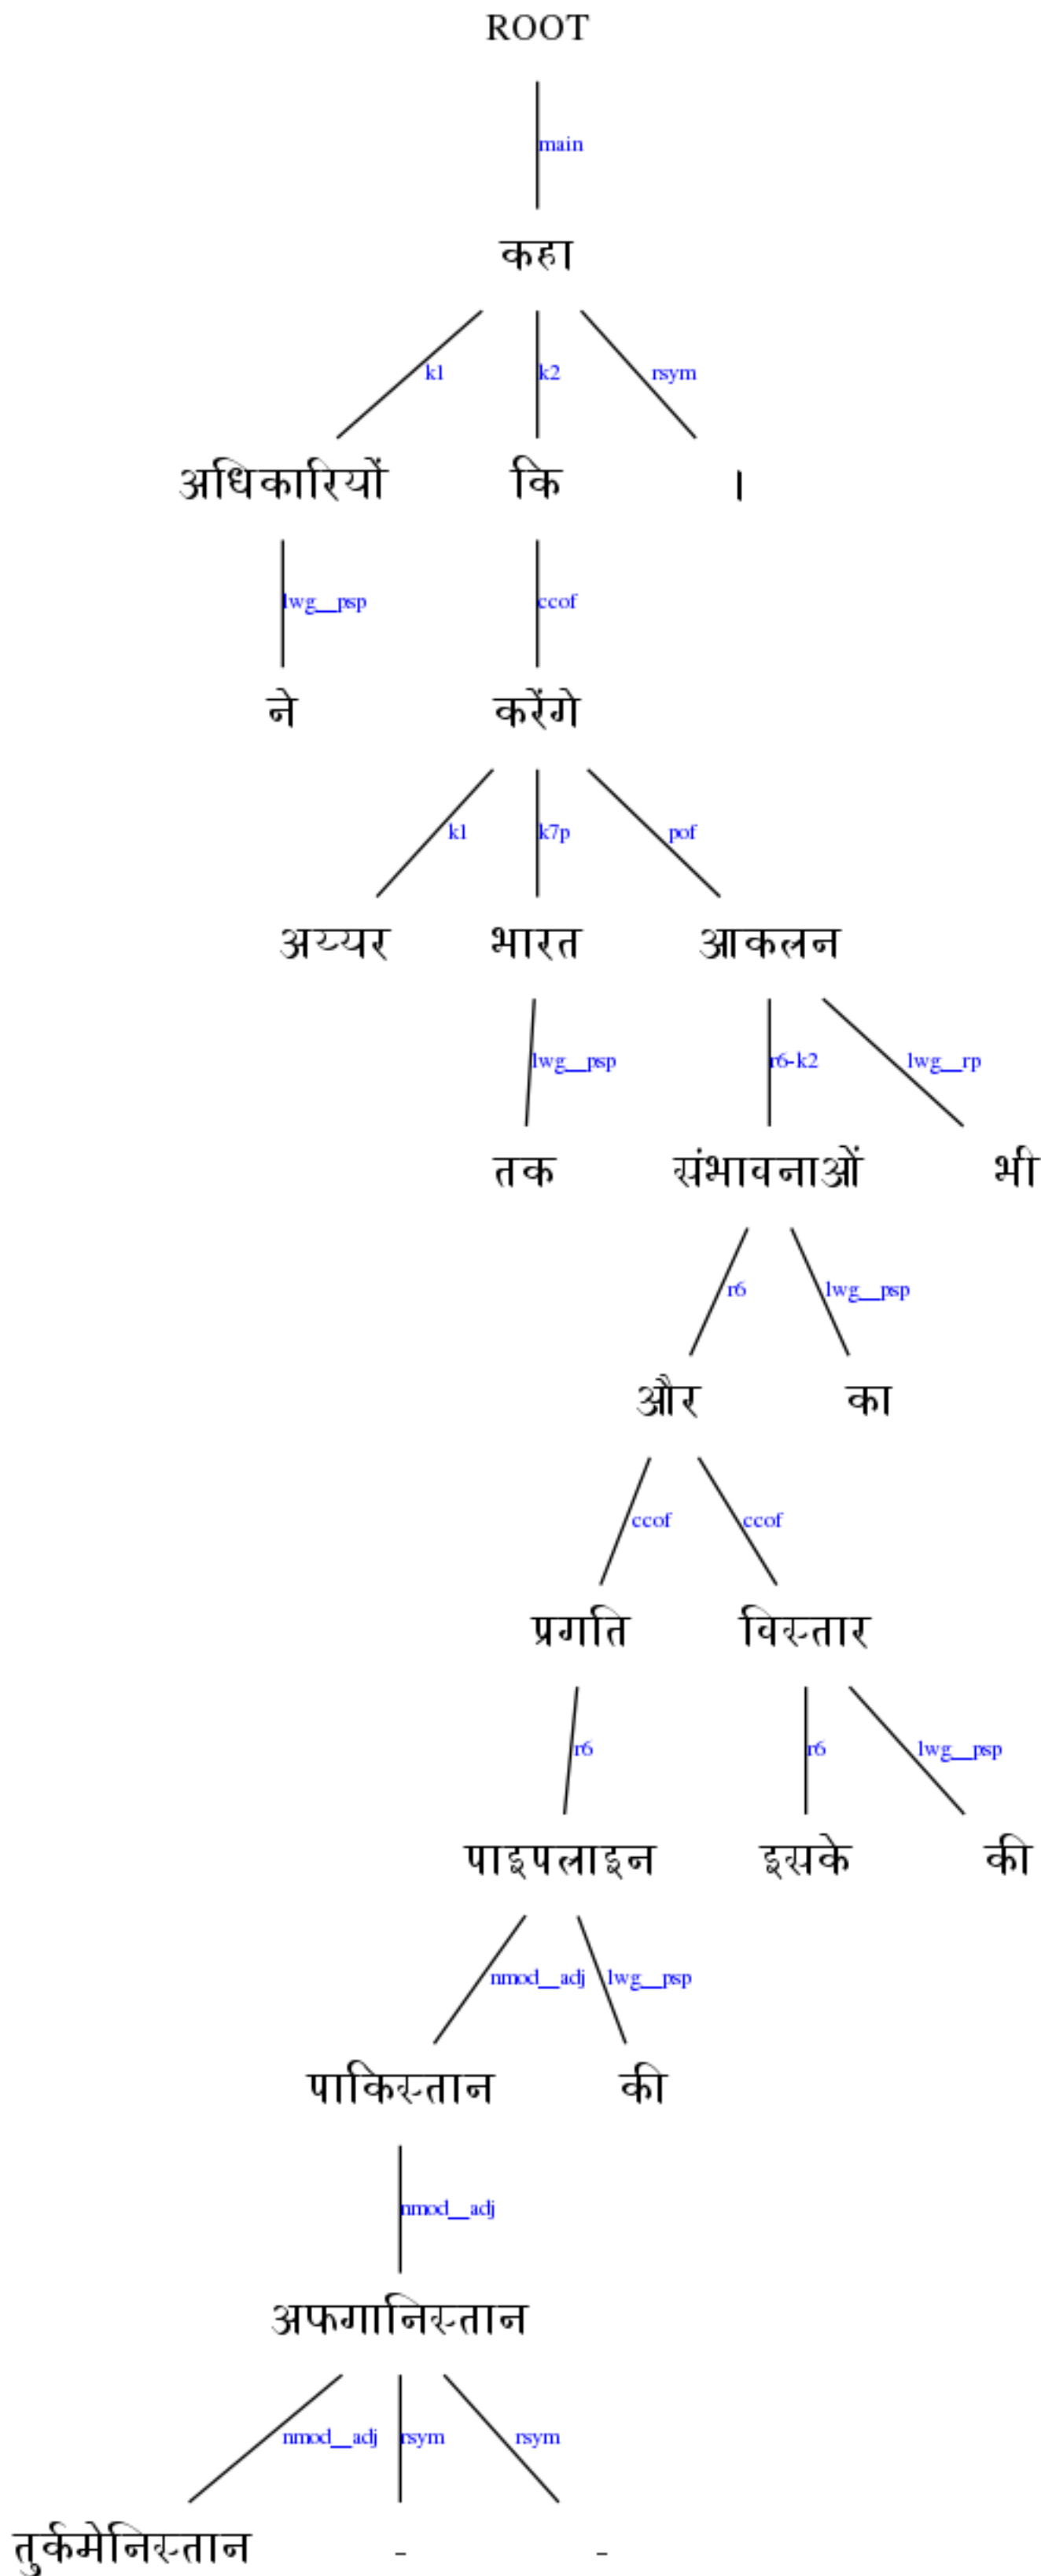 ROOT
main
कहा
k1 k2 rsym
अधिकारियों कि ।
lwg__psp ccof
ने करेंगे
k1 k7p pof
अय्यर भारत आकलन
lwg__psp r6-k2 lwg__rp
तक संभावनाओं भी
r6 lwg__psp
और का
ccof ccof
प्रगति विस्तार
r6 r6 lwg__psp
पाइपलाइन इसके की
nmod__adj lwg__psp
पाकिस्तान की
nmod__adj
अफगानिस्तान
nmod__adj rsym rsym
तुर्कमेनिस्तान - -